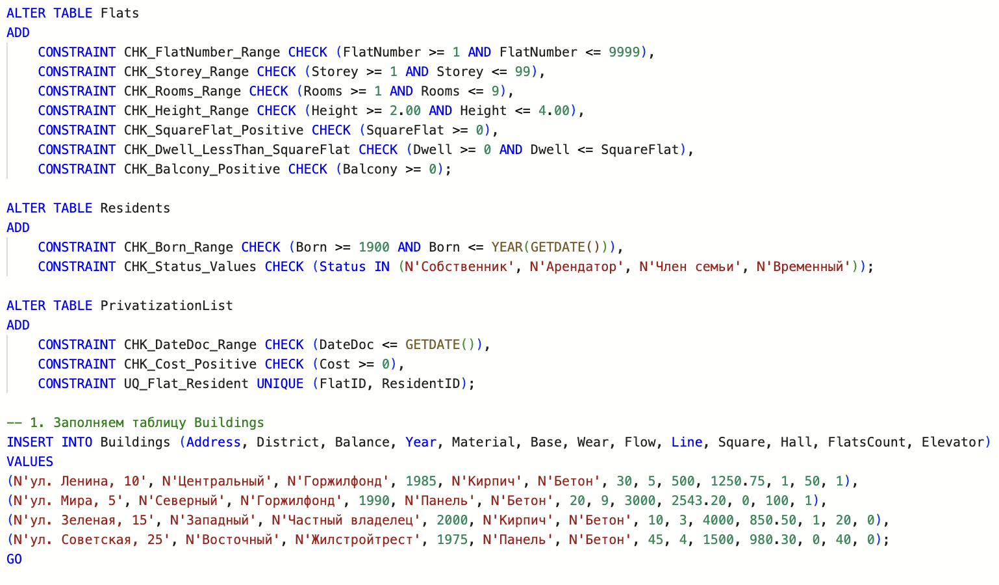 ALTER TABLE Flats
ADD
    CONSTRAINT CHK_FlatNumber_Range CHECK (FlatNumber >= 1 AND FlatNumber <= 9999),
    CONSTRAINT CHK_Storey_Range CHECK (Storey >= 1 AND Storey <= 99),
    CONSTRAINT CHK_Rooms_Range CHECK (Rooms >= 1 AND Rooms <= 9),
    CONSTRAINT CHK_Height_Range CHECK (Height >= 2.00 AND Height <= 4.00),
    CONSTRAINT CHK_SquareFlat_Positive CHECK (SquareFlat >= 0),
    CONSTRAINT CHK_Dwell_LessThan_SquareFlat CHECK (Dwell >= 0 AND Dwell <= SquareFlat),
    CONSTRAINT CHK_Balcony_Positive CHECK (Balcony >= 0);

ALTER TABLE Residents
ADD
    CONSTRAINT CHK_Born_Range CHECK (Born >= 1900 AND Born <= YEAR(GETDATE())),
    CONSTRAINT CHK_Status_Values CHECK (Status IN (N'Собственник', N'Арендатор', N'Член семьи', N'Временный'));

ALTER TABLE PrivatizationList
ADD
    CONSTRAINT CHK_DateDoc_Range CHECK (DateDoc <= GETDATE()),
    CONSTRAINT CHK_Cost_Positive CHECK (Cost >= 0),
    CONSTRAINT UQ_Flat_Resident UNIQUE (FlatID, ResidentID);

-- 1. Заполняем таблицу Buildings
INSERT INTO Buildings (Address, District, Balance, Year, Material, Base, Wear, Flow, Line, Square, Hall, FlatsCount, Elevator)
VALUES
(N'ул. Ленина, 10', N'Центральный', N'Горжилфонд', 1985, N'Кирпич', N'Бетон', 30, 5, 500, 1250.75, 1, 50, 1),
(N'ул. Мира, 5', N'Северный', N'Горжилфонд', 1990, N'Панель', N'Бетон', 20, 9, 3000, 2543.20, 0, 100, 1),
(N'ул. Зеленая, 15', N'Западный', N'Частный владелец', 2000, N'Кирпич', N'Бетон', 10, 3, 4000, 850.50, 1, 20, 0),
(N'ул. Советская, 25', N'Восточный', N'Жилстройтрест', 1975, N'Панель', N'Бетон', 45, 4, 1500, 980.30, 0, 40, 0);
GO